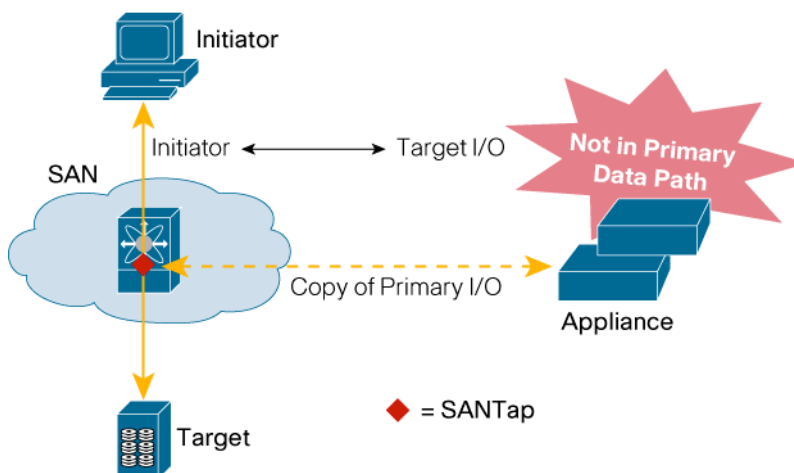 Initiator
Initiator
Target I/O
Not in Primary
Data Path
SAN
Copy of Primary I/O
Appliance
= SANTap
Target